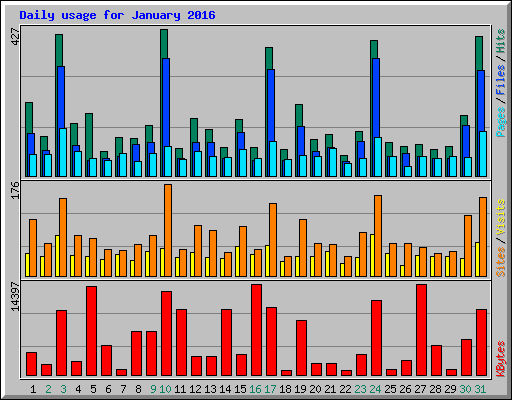 Daily usage for January 2016
427
Pages / Files / Hits
176
Sites / Visits
14397
KBytes
1 2 3 4 5 6 7 8 9 10 11 12 13 14 15 16 17 18 19 20 21 22 23 24 25 26 27 28 29 30 31